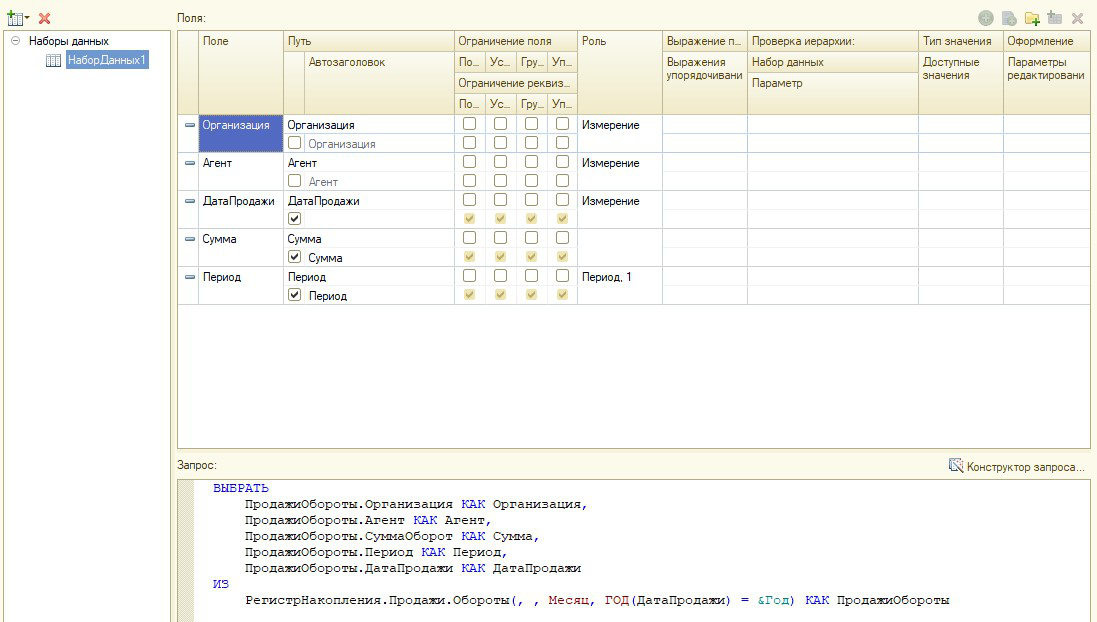 Поля:
Наборы данных
НаборДанных1
Поле Путь Ограничение поля Роль Выражение п... Проверка иерархии: Тип значения Оформление
Автозаголовок По... Ус... Гру... Уп... Выражения упорядочивани Набор данных Доступные значения Параметры редактировани
Ограничение реквиз... Параметр
По... Ус... Гру... Уп...
Организация Организация Измерение
Организация
Агент Агент Измерение
Агент
ДатаПродажи ДатаПродажи Измерение
Сумма Сумма
Сумма
Период Период Период, 1
Период
Запрос: Конструктор запроса...
ВЫБРАТЬ
ПродажиОбороты.Организация КАК Организация,
ПродажиОбороты.Агент КАК Агент,
ПродажиОбороты.СуммаОборот КАК Сумма,
ПродажиОбороты.Период КАК Период,
ПродажиОбороты.ДатаПродажи КАК ДатаПродажи
ИЗ
РегистрНакопления.Продажи.Обороты(, , Месяц, ГОД(ДатаПродажи) = &Год) КАК ПродажиОбороты